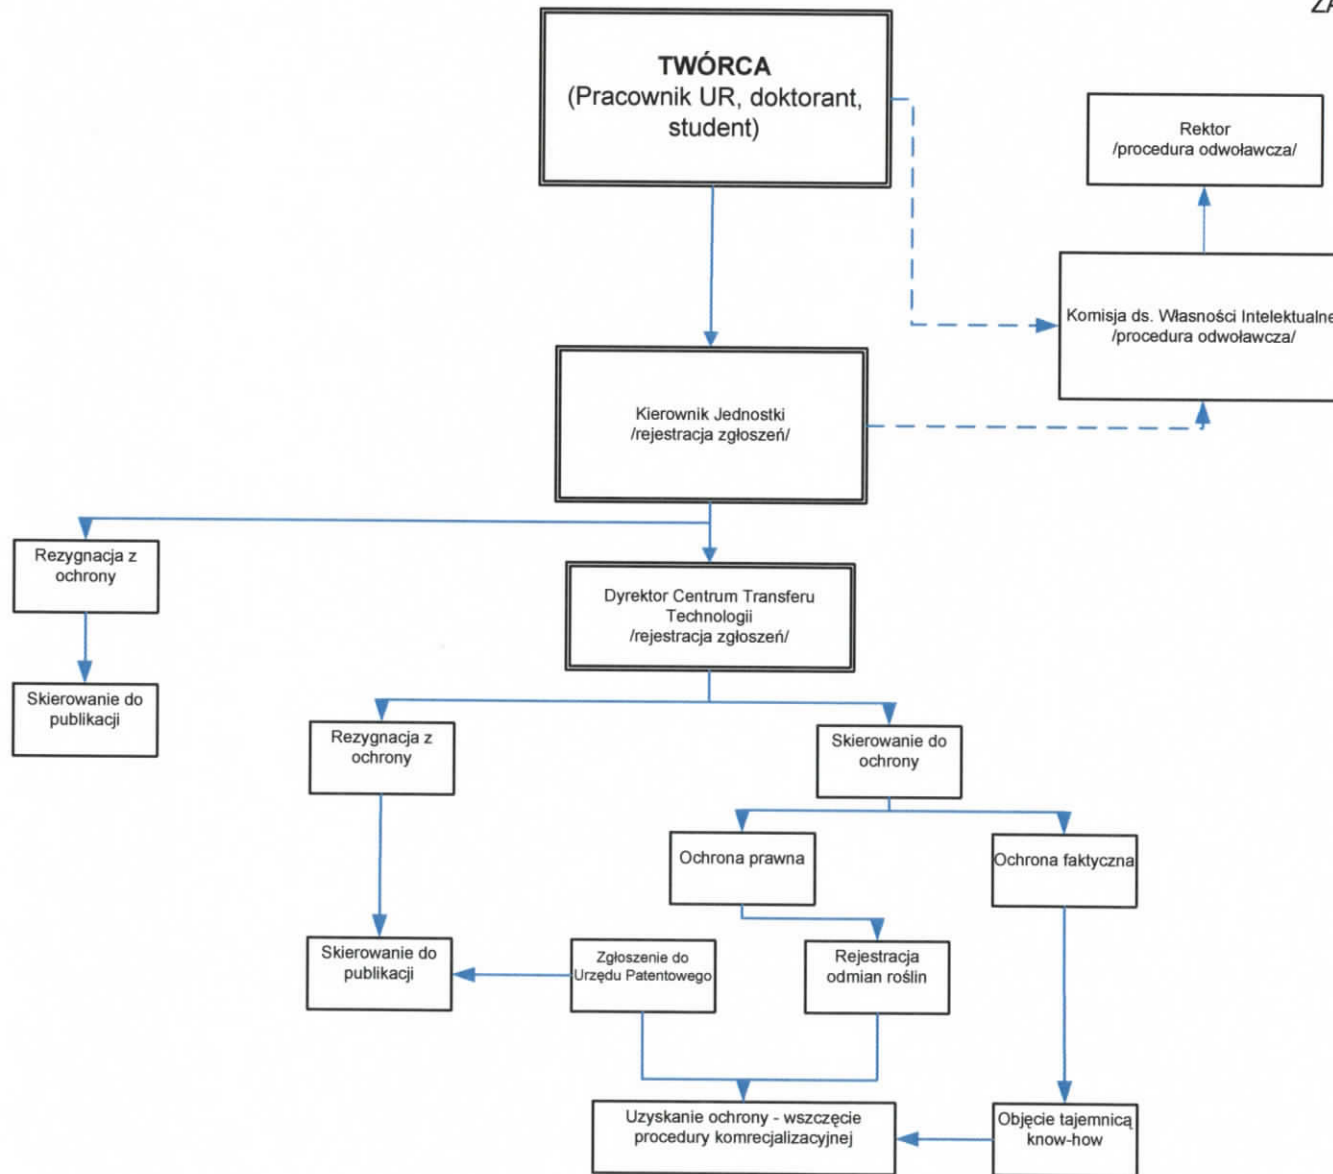 ZA
TWÓRCA
(Pracownik UR, doktorant,
student)
Rektor
/procedura odwoławcza/
Komisja ds. Własności Intelektualne
/procedura odwoławcza/
Kierownik Jednostki
/rejestracja zgłoszeń/
Rezygnacja z
ochrony
Dyrektor Centrum Transferu
Technologii
/rejestracja zgłoszeń/
Skierowanie do
publikacji
Rezygnacja z
ochrony
Skierowanie do
ochrony
Ochrona prawna
Ochrona faktyczna
Skierowanie do
publikacji
Zgłoszenie do
Urzędu Patentowego
Rejestracja
odmian roślin
Uzyskanie ochrony - wszczęcie
procedury komrecjalizacyjnej
Objęcie tajemnicą
know-how